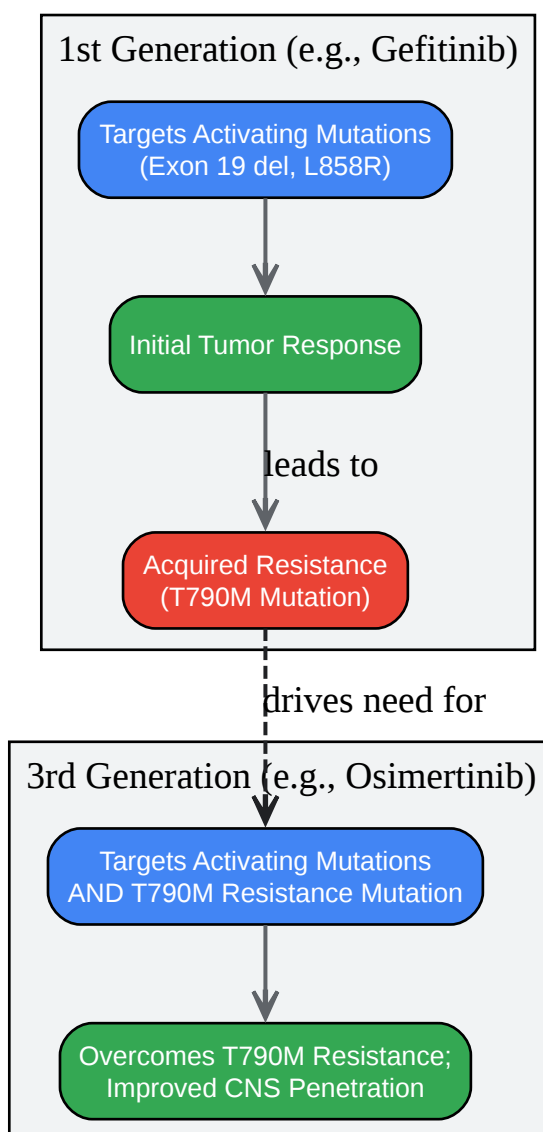 1st Generation (e.g., Gefitinib)
Targets Activating Mutations
(Exon 19 del, L858R)
Initial Tumor Response
leads to
Acquired Resistance
(T790M Mutation)
drives need for
3rd Generation (e.g., Osimertinib)
Targets Activating Mutations
AND T790M Resistance Mutation
Overcomes T790M Resistance;
Improved CNS Penetration